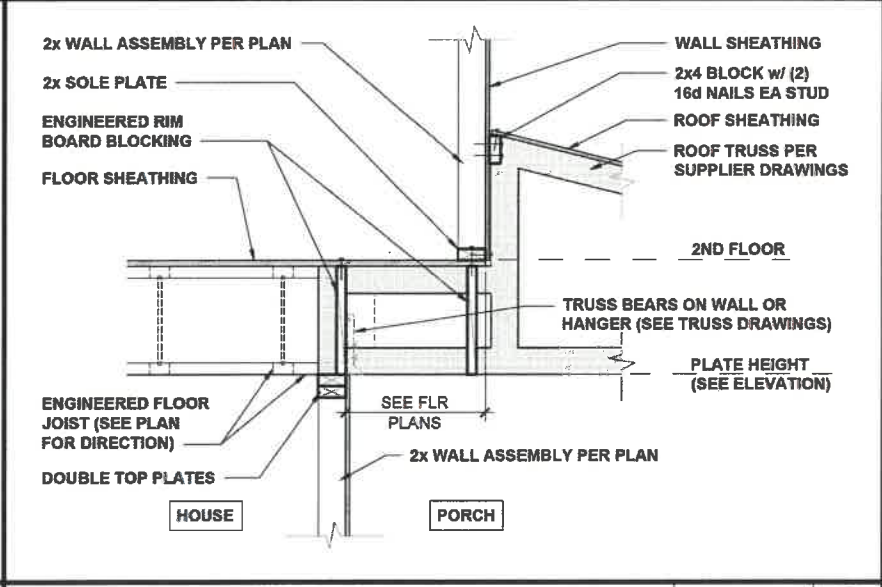 2x WALL ASSEMBLY PER PLAN
2x SOLE PLATE
ENGINEERED RIM
BOARD BLOCKING
FLOOR SHEATHING
WALL SHEATHING
2x4 BLOCK w/ (2)
16d NAILS EA STUD
ROOF SHEATHING
ROOF TRUSS PER
SUPPLIER DRAWINGS
2ND FLOOR
TRUSS BEARS ON WALL OR
HANGER (SEE TRUSS DRAWINGS)
PLATE HEIGHT
(SEE ELEVATION)
ENGINEERED FLOOR
JOIST (SEE PLAN
FOR DIRECTION)
DOUBLE TOP PLATES
SEE FLR
PLANS
2x WALL ASSEMBLY PER PLAN
HOUSE
PORCH